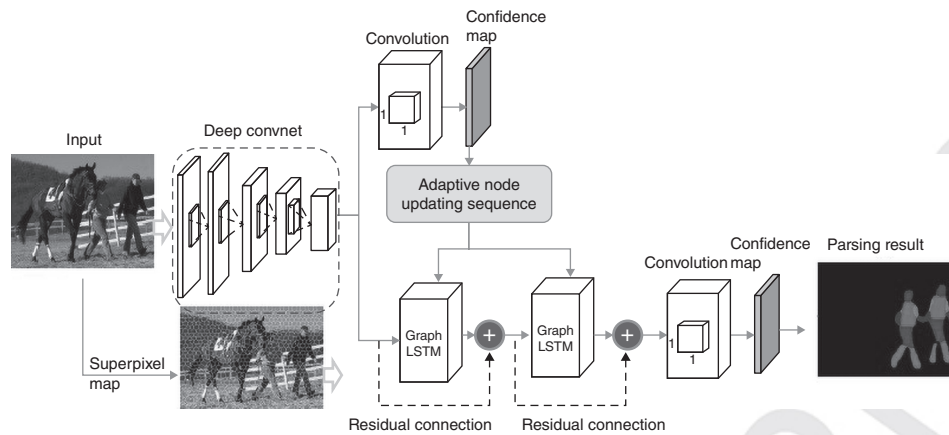 Confidence
map
Convolution
1
1
Deep convnet
Input
Adaptive node
updating sequence
Confidence
Convolution map
Parsing result
Graph
LSTM
+
Graph
LSTM
+
1
1
Superpixel
map
Residual connection
Residual connection